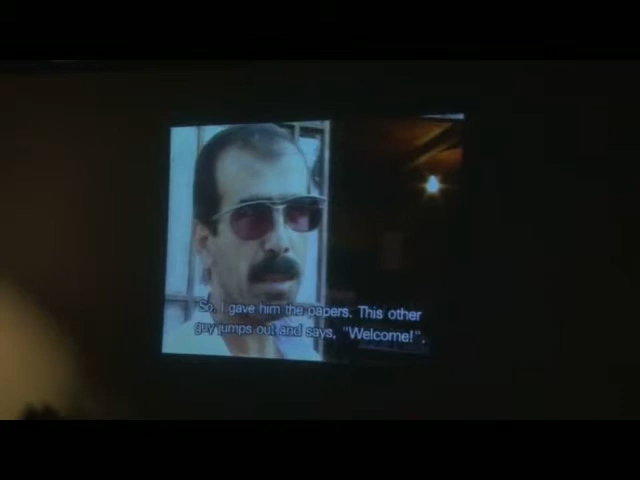 So, I gave him the papers. This other
guy jumps out and says, "Welcome!".